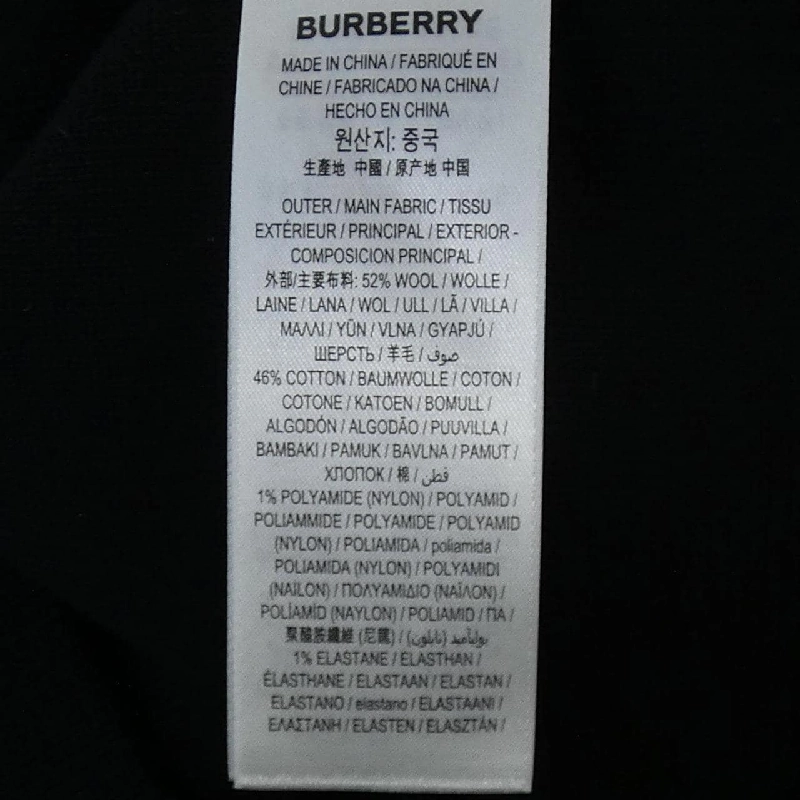 BURBERRY
MADE IN CHINA / FABRIQUÉ EN
CHINE / FABRICADO NA CHINA /
HECHO EN CHINA
원산지: 중국
生產地 中國 / 原产地 中国
OUTER / MAIN FABRIC / TISSU
EXTÉRIEUR / PRINCIPAL / EXTERIOR -
COMPOSICION PRINCIPAL /
外部/主要布料: 52% WOOL / WOLLE /
LAINE / LANA / WOL / ULL / LÃ / VILLA /
ΜΑΛΛΙ / YÜN / VLNA / GYAPJÚ /
ШЕРСТЬ / 羊毛 / صوف
46% COTTON / BAUMWOLLE / COTON /
COTONE / KATOEN / BOMULL /
ALGODÓN / ALGODÃO / PUUVILLA /
BAMBAKI / PAMUK / BAVLNA / PAMUT /
ХЛОПОК / 棉 / قطن
1% POLYAMIDE (NYLON) / POLYAMID /
POLIAMMIDE / POLYAMIDE / POLYAMID
(NYLON) / POLIAMIDA / poliamida /
POLIAMIDA (NYLON) / POLYAMIDI
(NAILON) / ΠΟΛΥΑΜΙΔΙΟ (ΝΑΪΛΟΝ) /
POLİAMİD (NAYLON) / POLIAMID / ПА /
聚醯胺纖維 (尼龍) / بولياميد (نايلون)
1% ELASTANE / ELASTHAN /
ÉLASTHANE / ELASTAAN / ELASTAN /
ELASTANO / elastano / ELASTAANI /
ΕΛΑΣΤΑΝΗ / ELASTEN / ELASZTÁN /